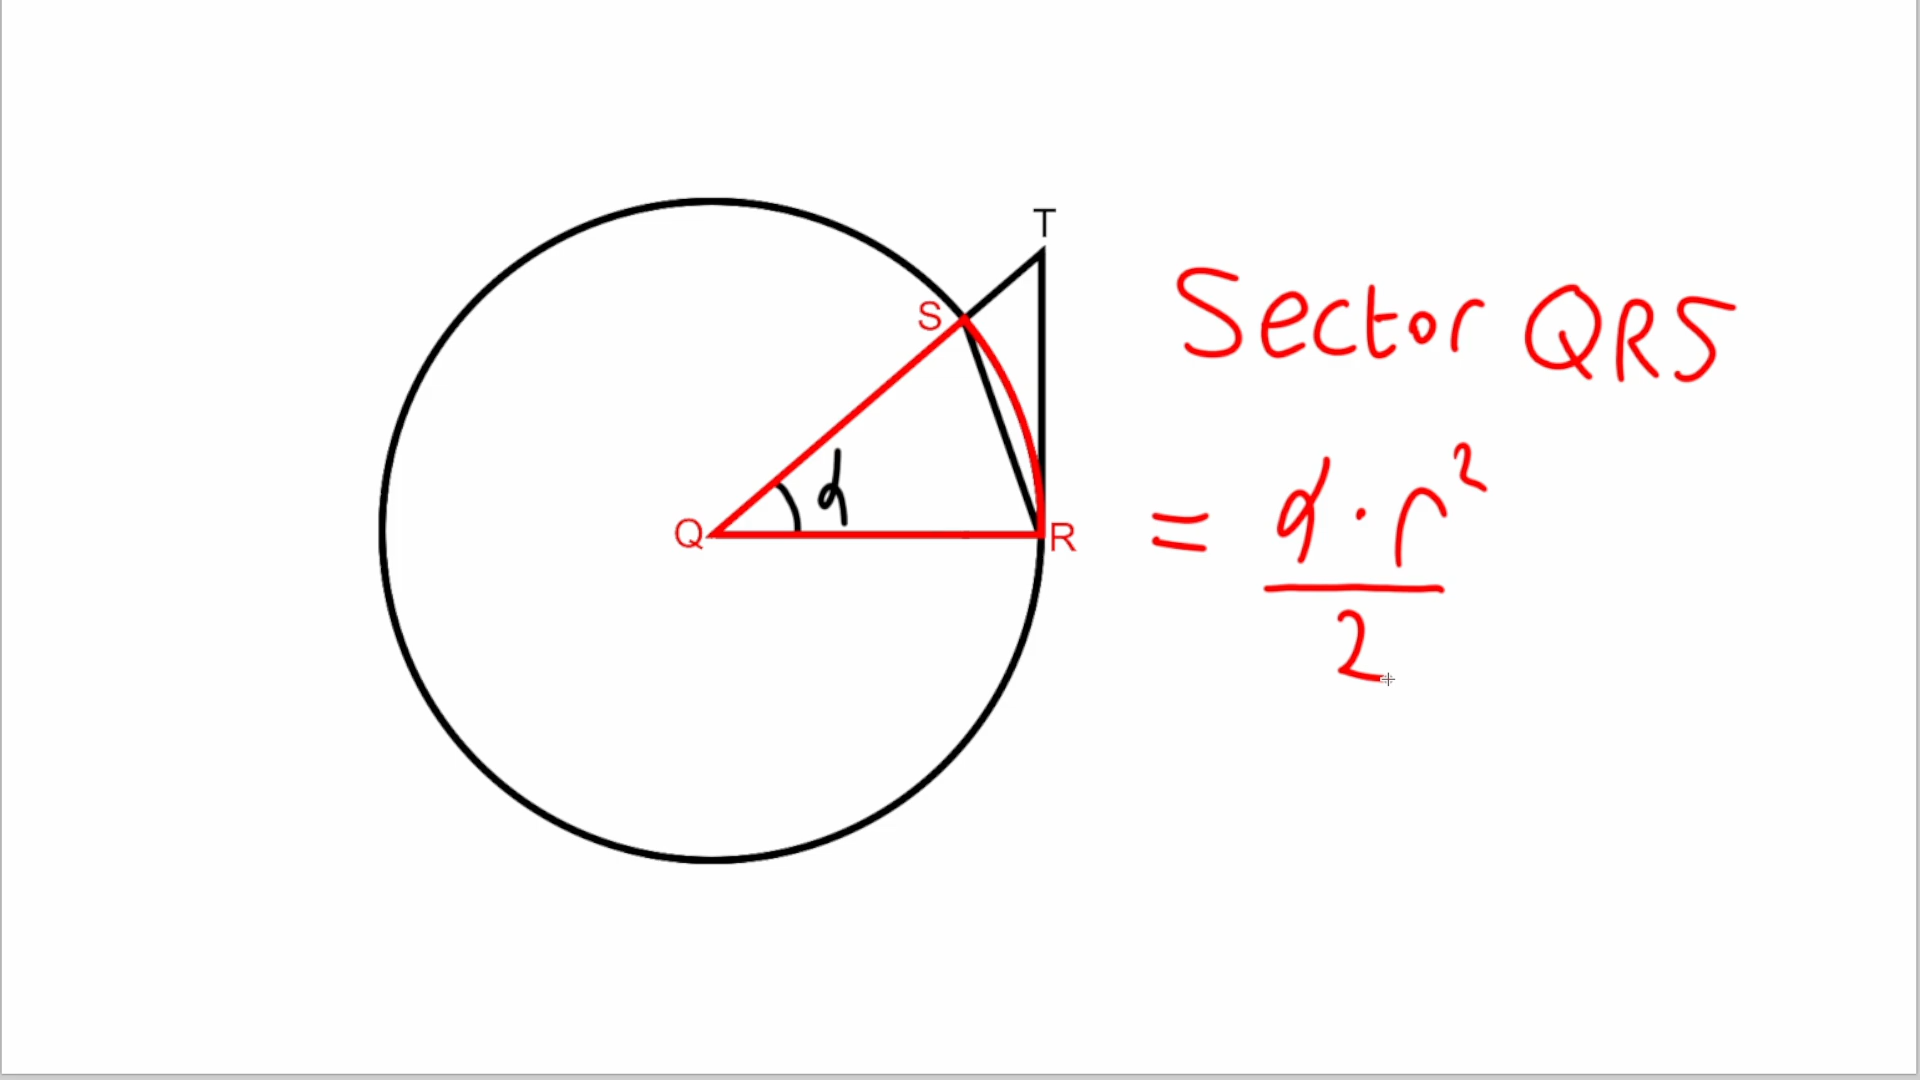 T
S
Sector QRS
α
Q
R
= α · r²
2